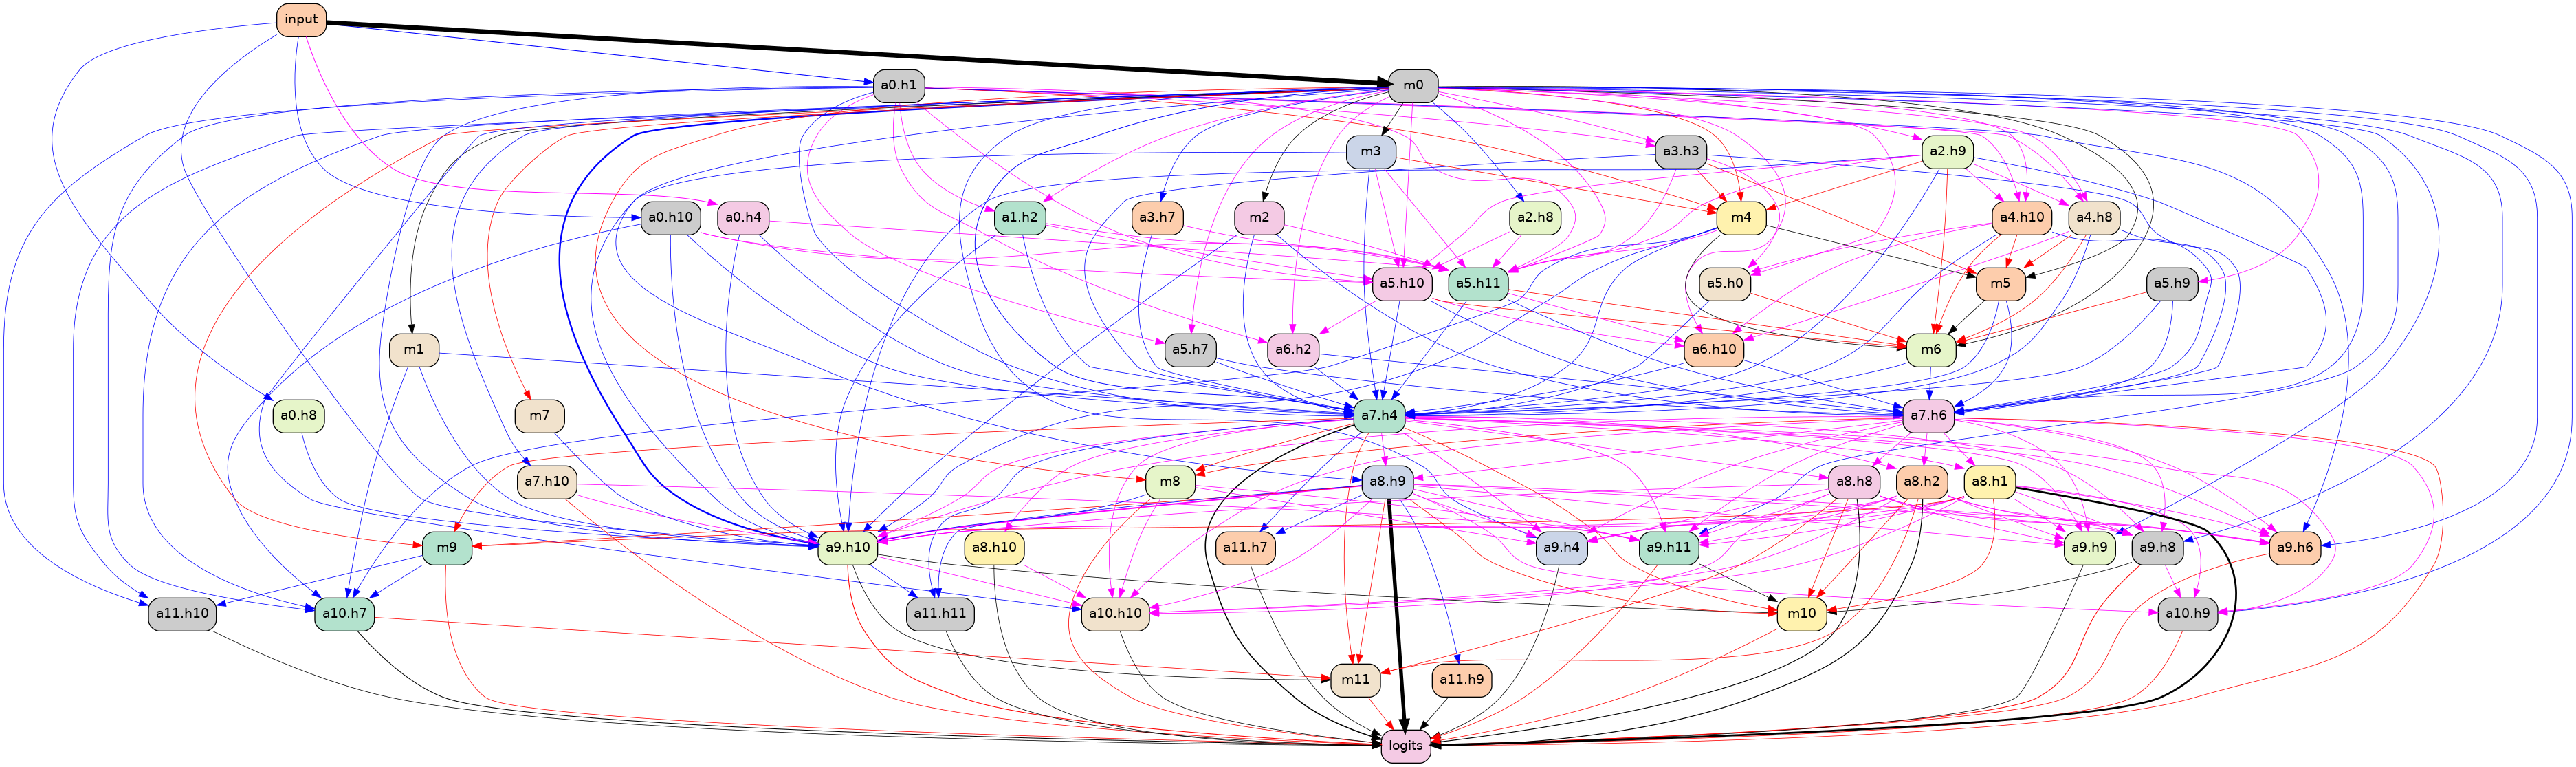 input
a0.h1 m0
m3 a3.h3 a2.h9
a0.h10 a0.h4 a1.h2 a3.h7 m2 a2.h8 m4 a4.h10 a4.h8
a5.h10 a5.h11 a5.h0 m5 a5.h9
m1 a5.h7 a6.h2 a6.h10 m6
a0.h8 m7 a7.h4 a7.h6
a7.h10 m8 a8.h9 a8.h8 a8.h2 a8.h1
m9 a9.h10 a8.h10 a11.h7 a9.h4 a9.h11 a9.h9 a9.h8 a9.h6
a11.h10 a10.h7 a11.h11 a10.h10 m10 a10.h9
m11 a11.h9
logits